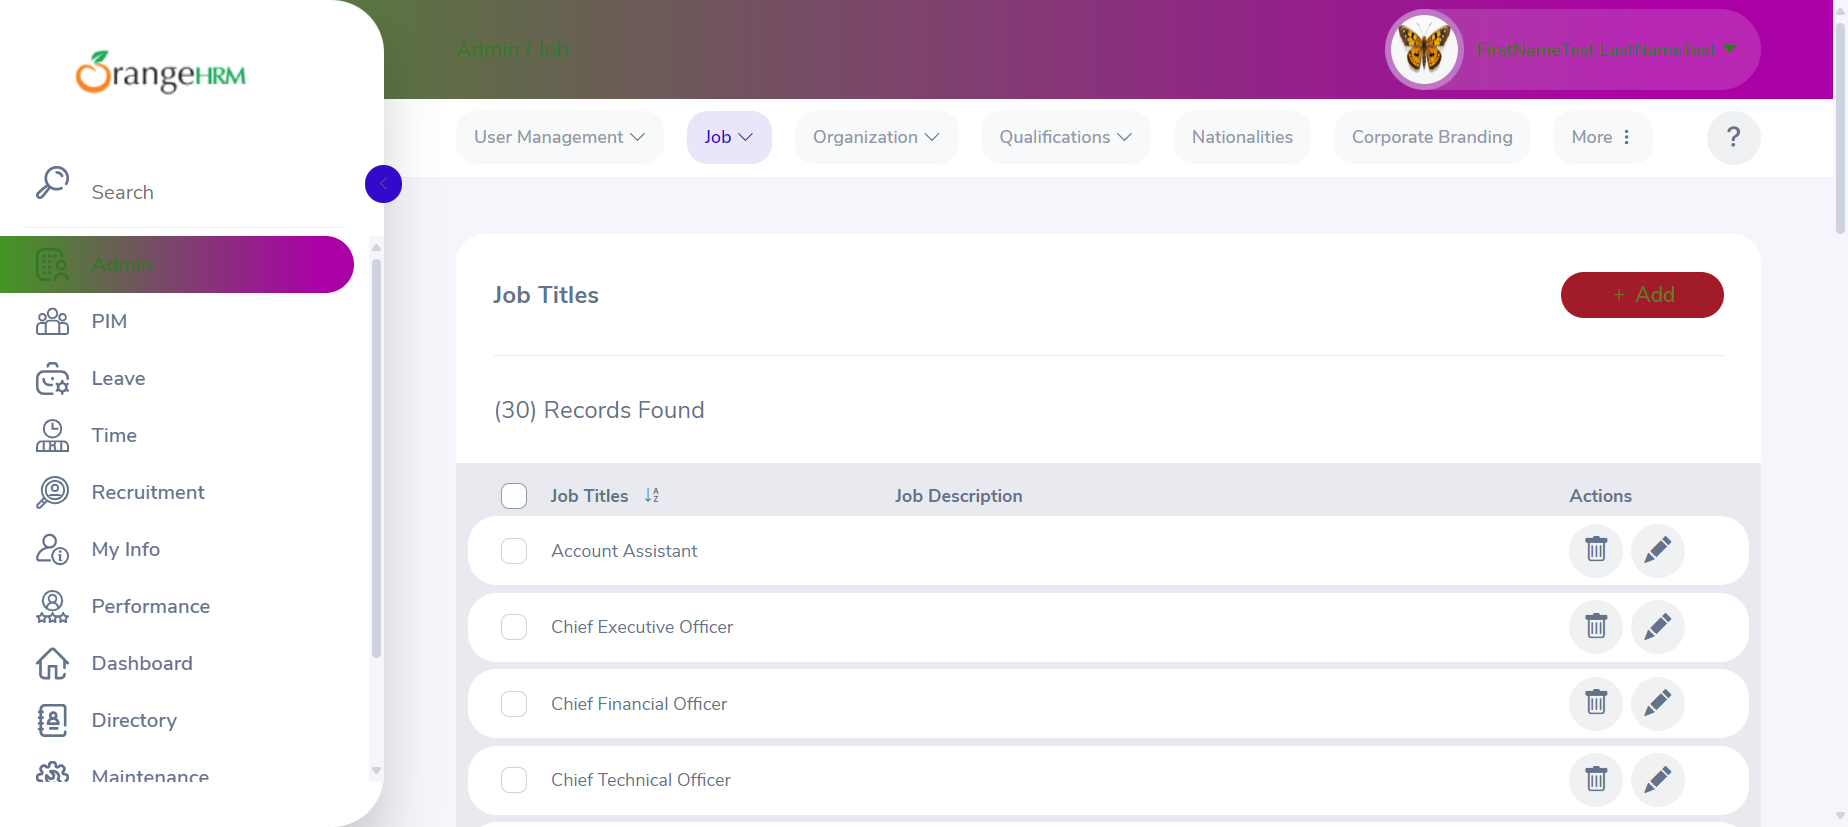 OrangeHRM
Search
Admin
PIM
Leave
Time
Recruitment
My Info
Performance
Dashboard
Directory
Maintenance
Admin / Job
FirstNameTest LastNameTest
User Management
Job
Organization
Qualifications
Nationalities
Corporate Branding
More
?
Job Titles
+ Add
(30) Records Found
Job Titles
Job Description
Actions
Account Assistant
Chief Executive Officer
Chief Financial Officer
Chief Technical Officer